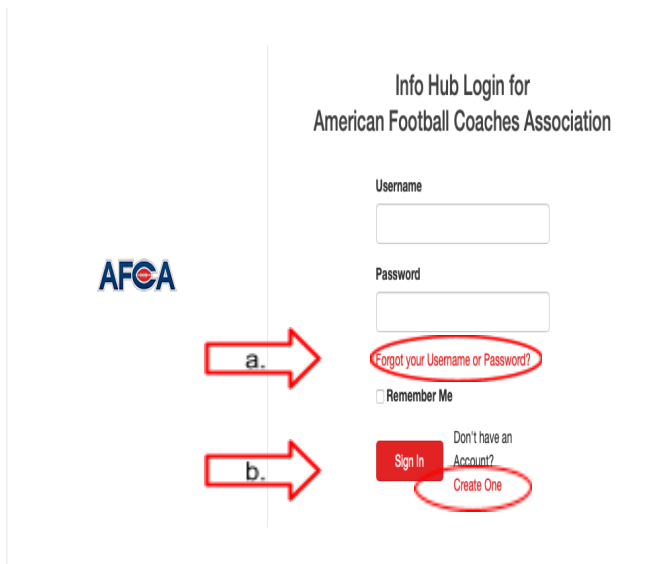 Info Hub Login for
American Football Coaches Association
Username
AFCA
Password
a.
Forgot your Username or Password?
Remember Me
b.
Sign In
Don't have an
Account?
Create One